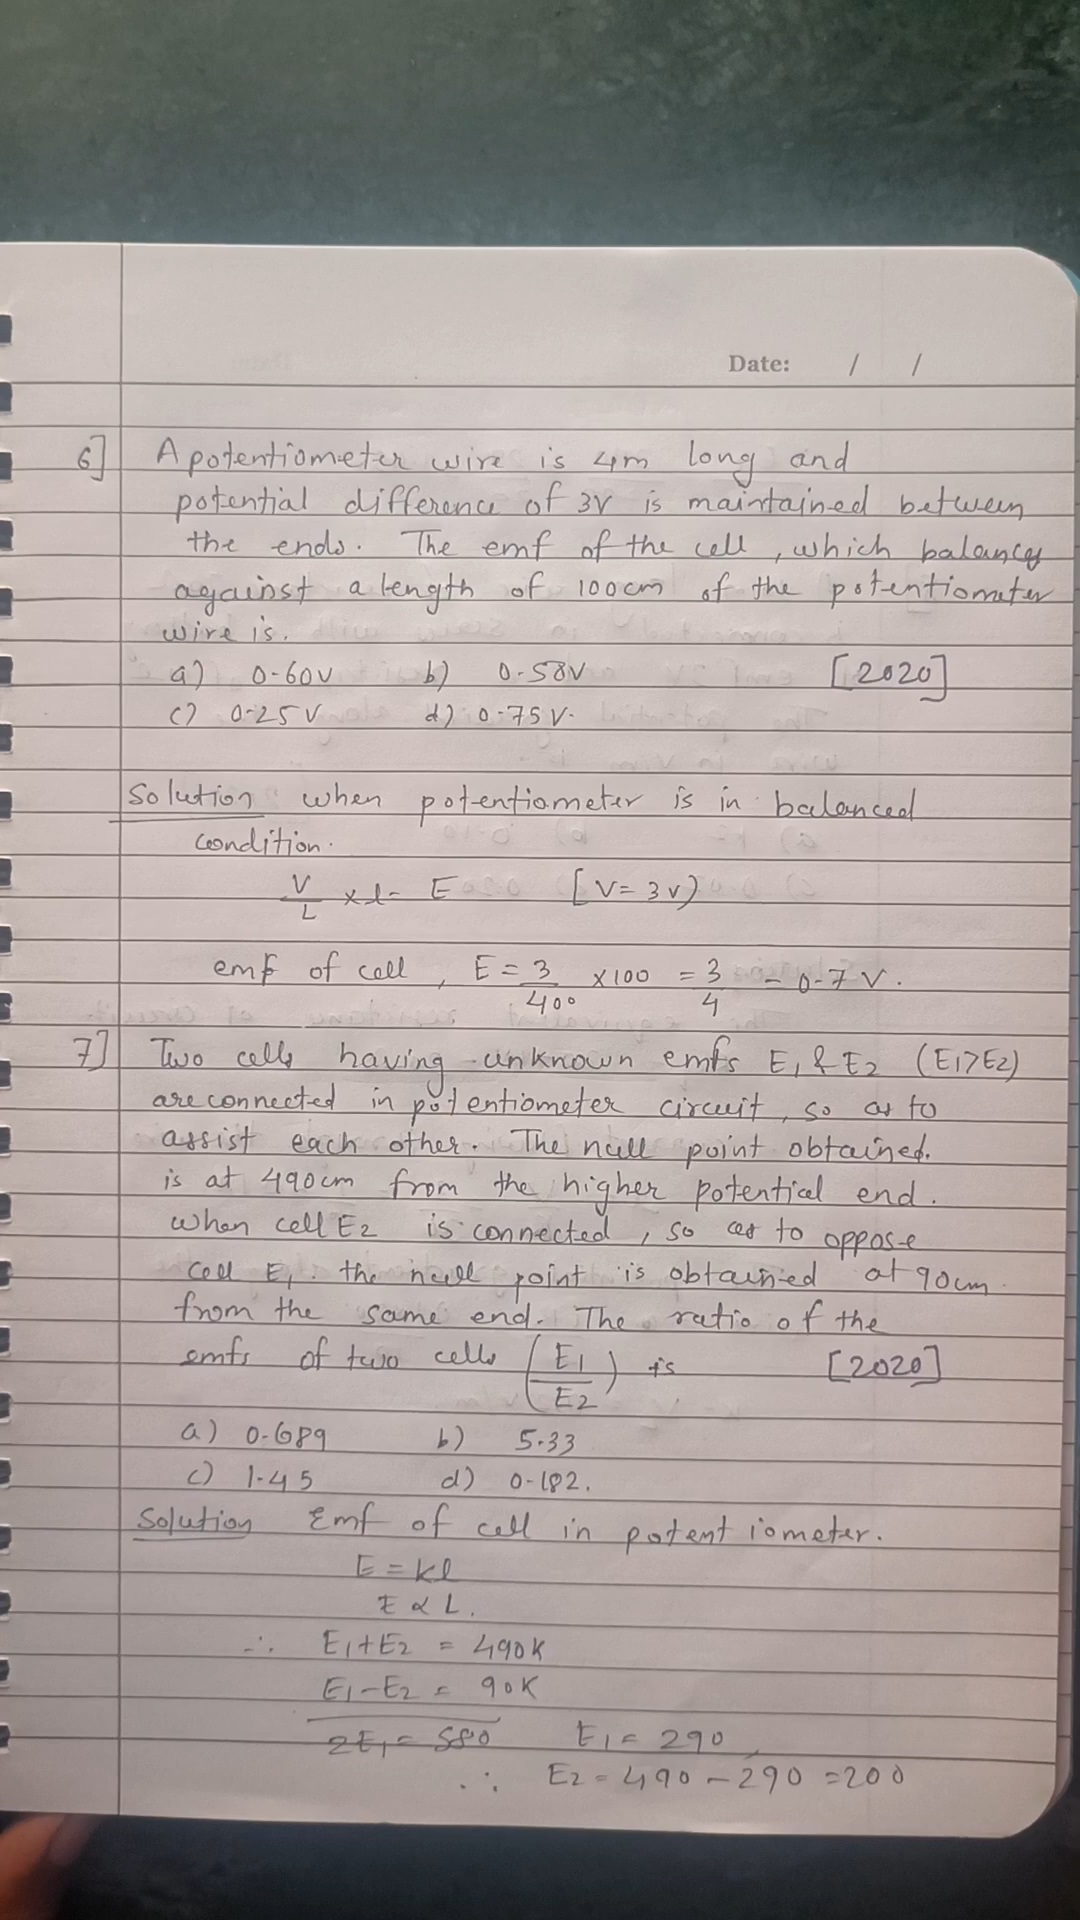 Date: / /
6] A potentiometer wire is 4m long and
potential difference of 3V is maintained between
the ends. The emf of the cell, which balances
against a length of 100cm of the potentiometer
wire is.
a) 0.60V b) 0.58V [2020]
c) 0.25V d) 0.75V.
Solution when potentiometer is in balanced
condition.
V/L × l = E [V = 3V)
emf of cell, E = 3/400 × 100 = 3/4 = 0.7 V.
7] Two cells having unknown emfs E1 & E2 (E1>E2)
are connected in potentiometer circuit, so as to
assist each other. The null point obtained.
is at 490cm from the higher potential end.
when cell E2 is connected, so as to oppose
cell E1. the null point is obtained at 90cm.
from the same end. The ratio of the
emfs of two cells (E1/E2) is [2020]
a) 0.689 b) 5.33
c) 1.45 d) 0.182.
Solution Emf of cell in potentiometer.
E = kl
E ∝ L.
∴ E1+E2 = 490K
E1-E2 = 90K
2E1 = 580 E1 = 290
∴ E2 = 490 - 290 = 200